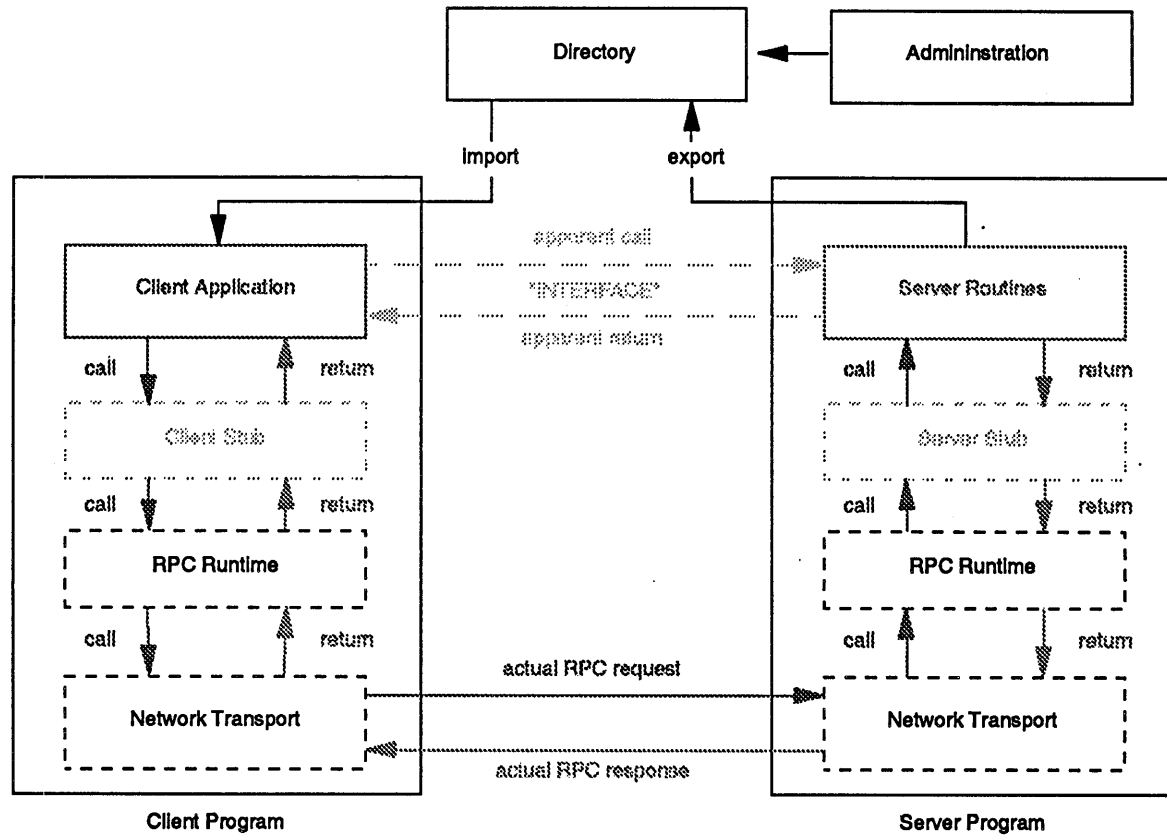 Directory
Admininstration
import
export
apparent call
Client Application
"INTERFACE"
Server Routines
apparent return
call
return
call
return
Client Stub
Server Stub
call
return
call
return
RPC Runtime
RPC Runtime
call
return
call
return
actual RPC request
Network Transport
Network Transport
actual RPC response
Client Program
Server Program